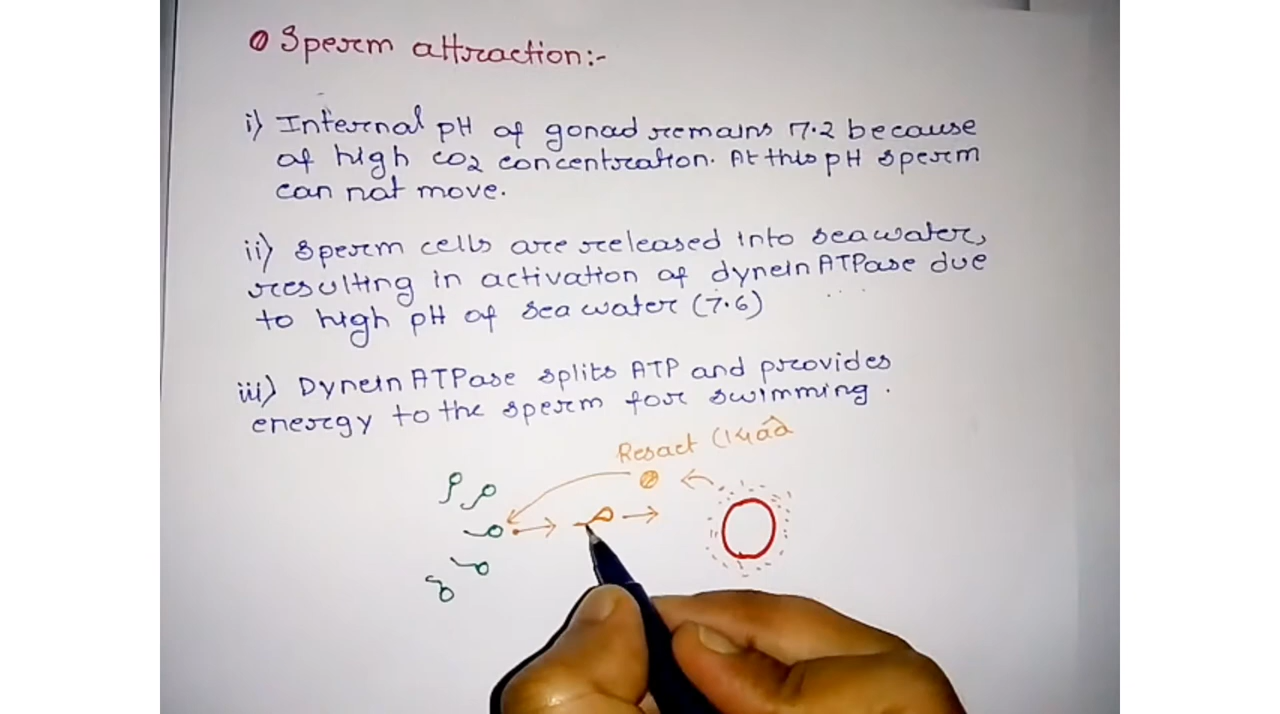 Sperm attraction:-
i) Internal pH of gonad remains 7.2 because
of high CO2 concentration. At this pH sperm
can not move.
ii) Sperm cells are released into seawater,
resulting in activation of dynein ATPase due
to high pH of sea water (7.6)
iii) Dynein ATPase splits ATP and provides
energy to the sperm for swimming.
Resact (14 aa